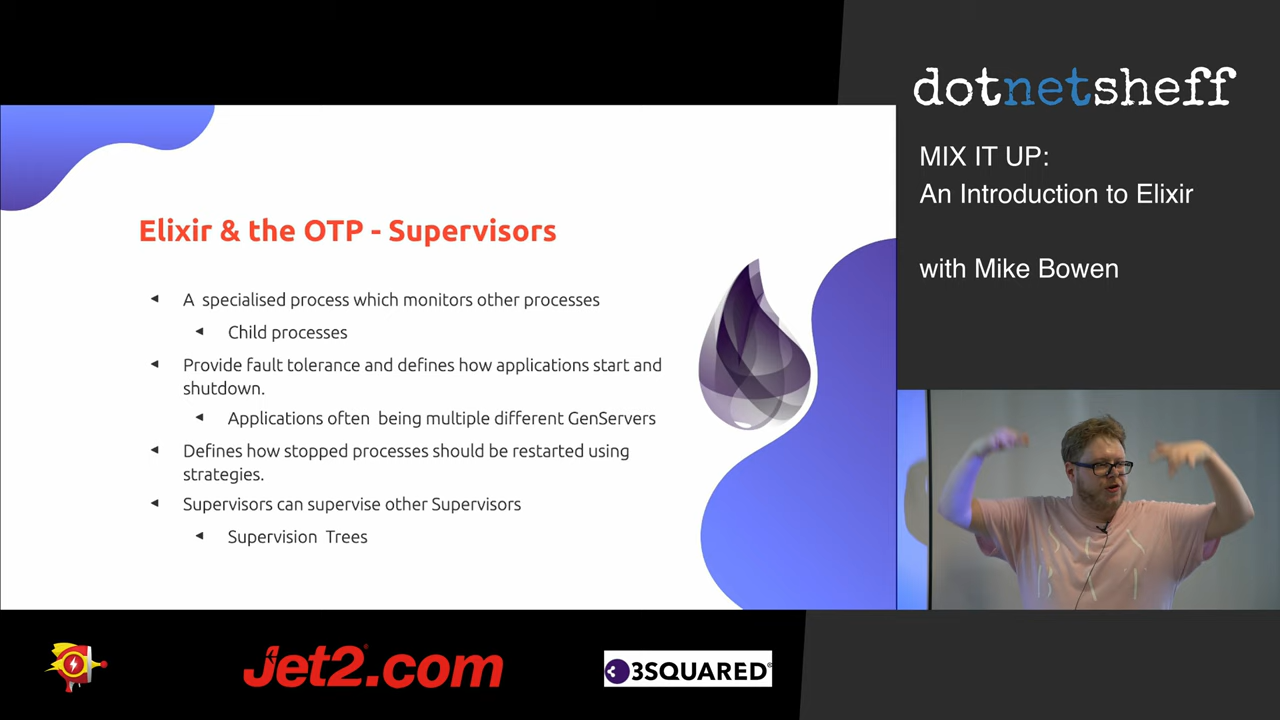 dotnetsheff
MIX IT UP:
An Introduction to Elixir
with Mike Bowen
Elixir & the OTP - Supervisors
A specialised process which monitors other processes
Child processes
Provide fault tolerance and defines how applications start and
shutdown.
Applications often being multiple different GenServers
Defines how stopped processes should be restarted using
strategies.
Supervisors can supervise other Supervisors
Supervision Trees
Jet2.com
3SQUARED